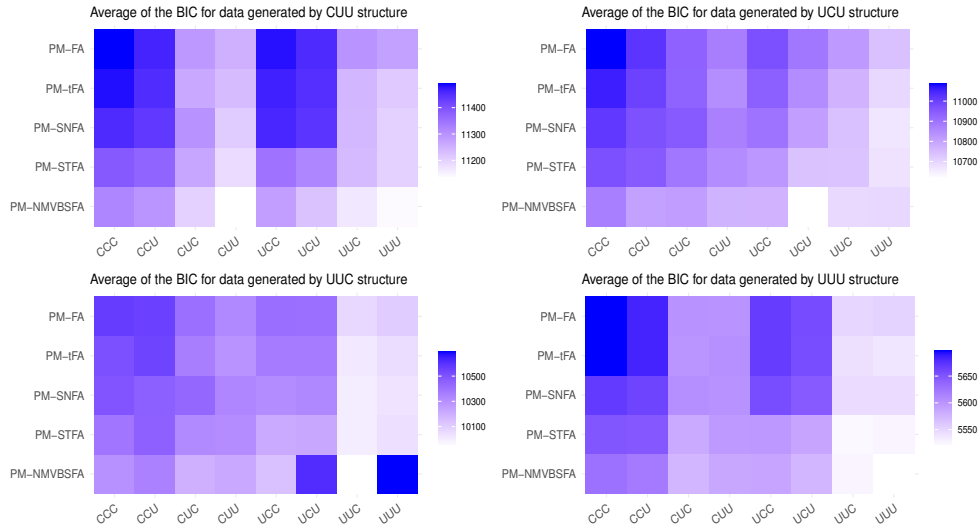 Average of the BIC for data generated by CUU structure
PM-FA
PM-tFA
PM-SNFA
PM-STFA
PM-NMVBSFA
CCC
CCU
CUC
CUU
UCC
UCU
UUC
UUU
11400
11300
11200
Average of the BIC for data generated by UCU structure
PM-FA
PM-tFA
PM-SNFA
PM-STFA
PM-NMVBSFA
CCC
CCU
CUC
CUU
UCC
UCU
UUC
UUU
11000
10900
10800
10700
Average of the BIC for data generated by UUC structure
PM-FA
PM-tFA
PM-SNFA
PM-STFA
PM-NMVBSFA
CCC
CCU
CUC
CUU
UCC
UCU
UUC
UUU
10500
10300
10100
Average of the BIC for data generated by UUU structure
PM-FA
PM-tFA
PM-SNFA
PM-STFA
PM-NMVBSFA
CCC
CCU
CUC
CUU
UCC
UCU
UUC
UUU
5650
5600
5550